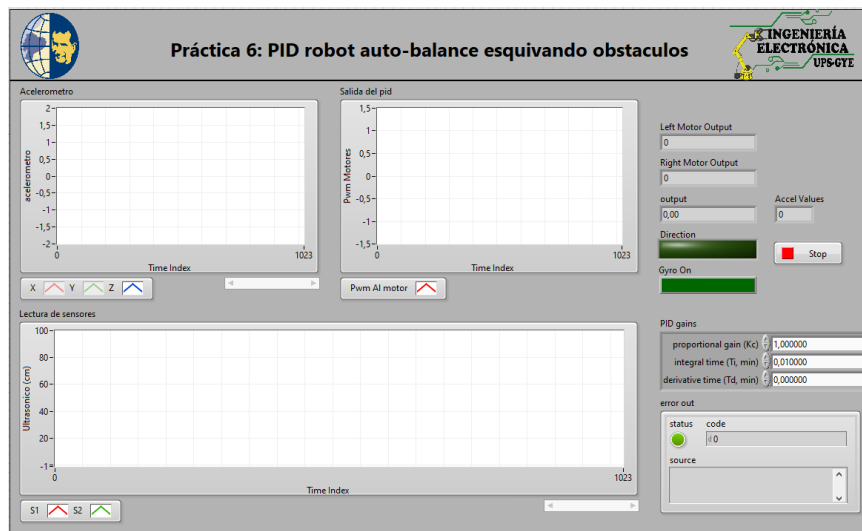 Práctica 6: PID robot auto-balance esquivando obstaculos
INGENIERÍA
ELECTRÓNICA
UPS-GYE
Acelerometro
acelerometro
2
1,5
1
0,5
0
-0,5
-1
-1,5
-2
0
1023
Time Index
X
Y
Z
Salida del pid
Pwm Motores
1,5
1
0,5
0
-0,5
-1
-1,5
0
1023
Time Index
Pwm Al motor
Left Motor Output
0
Right Motor Output
0
output
0,00
Accel Values
0
Direction
Stop
Gyro On
Lectura de sensores
Ultrasonico (cm)
100
80
60
40
20
-1
0
1023
Time Index
S1
S2
PID gains
proportional gain (Kc) 1,000000
integral time (Ti, min) 0,010000
derivative time (Td, min) 0,000000
error out
status
code
d 0
source